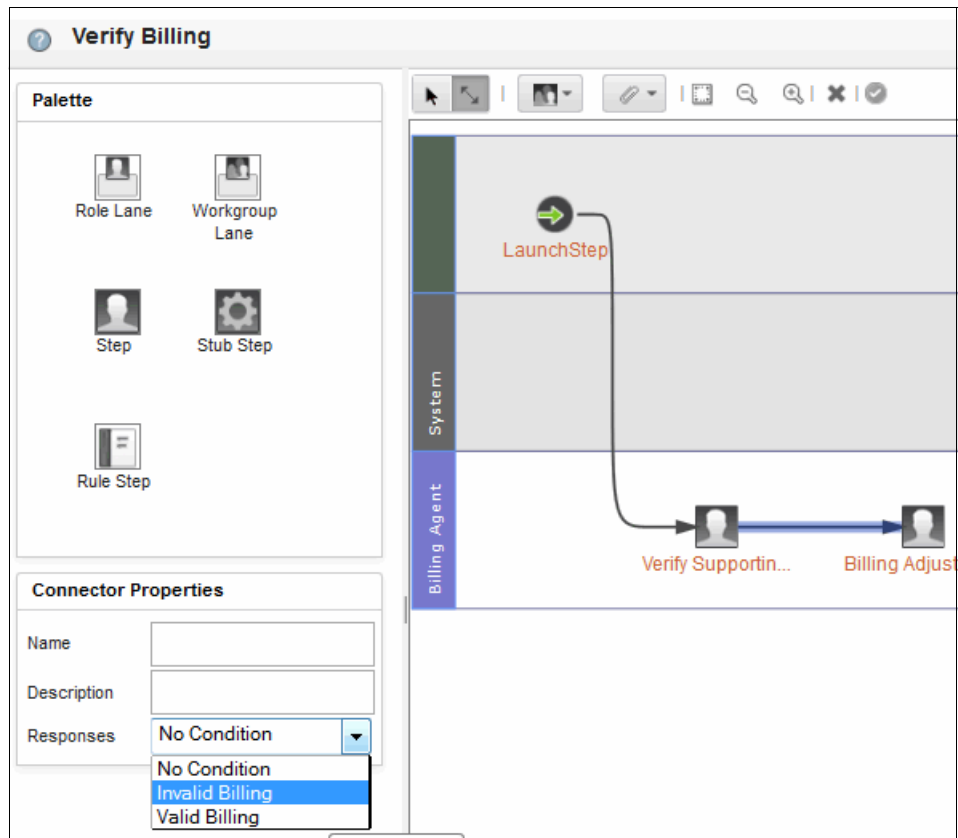 Verify Billing
Palette
Role Lane
Workgroup
Lane
Step
Stub Step
Rule Step
LaunchStep
System
Billing Agent
Verify Supportin...
Billing Adjust
Connector Properties
Name
Description
Responses
No Condition
No Condition
Invalid Billing
Valid Billing